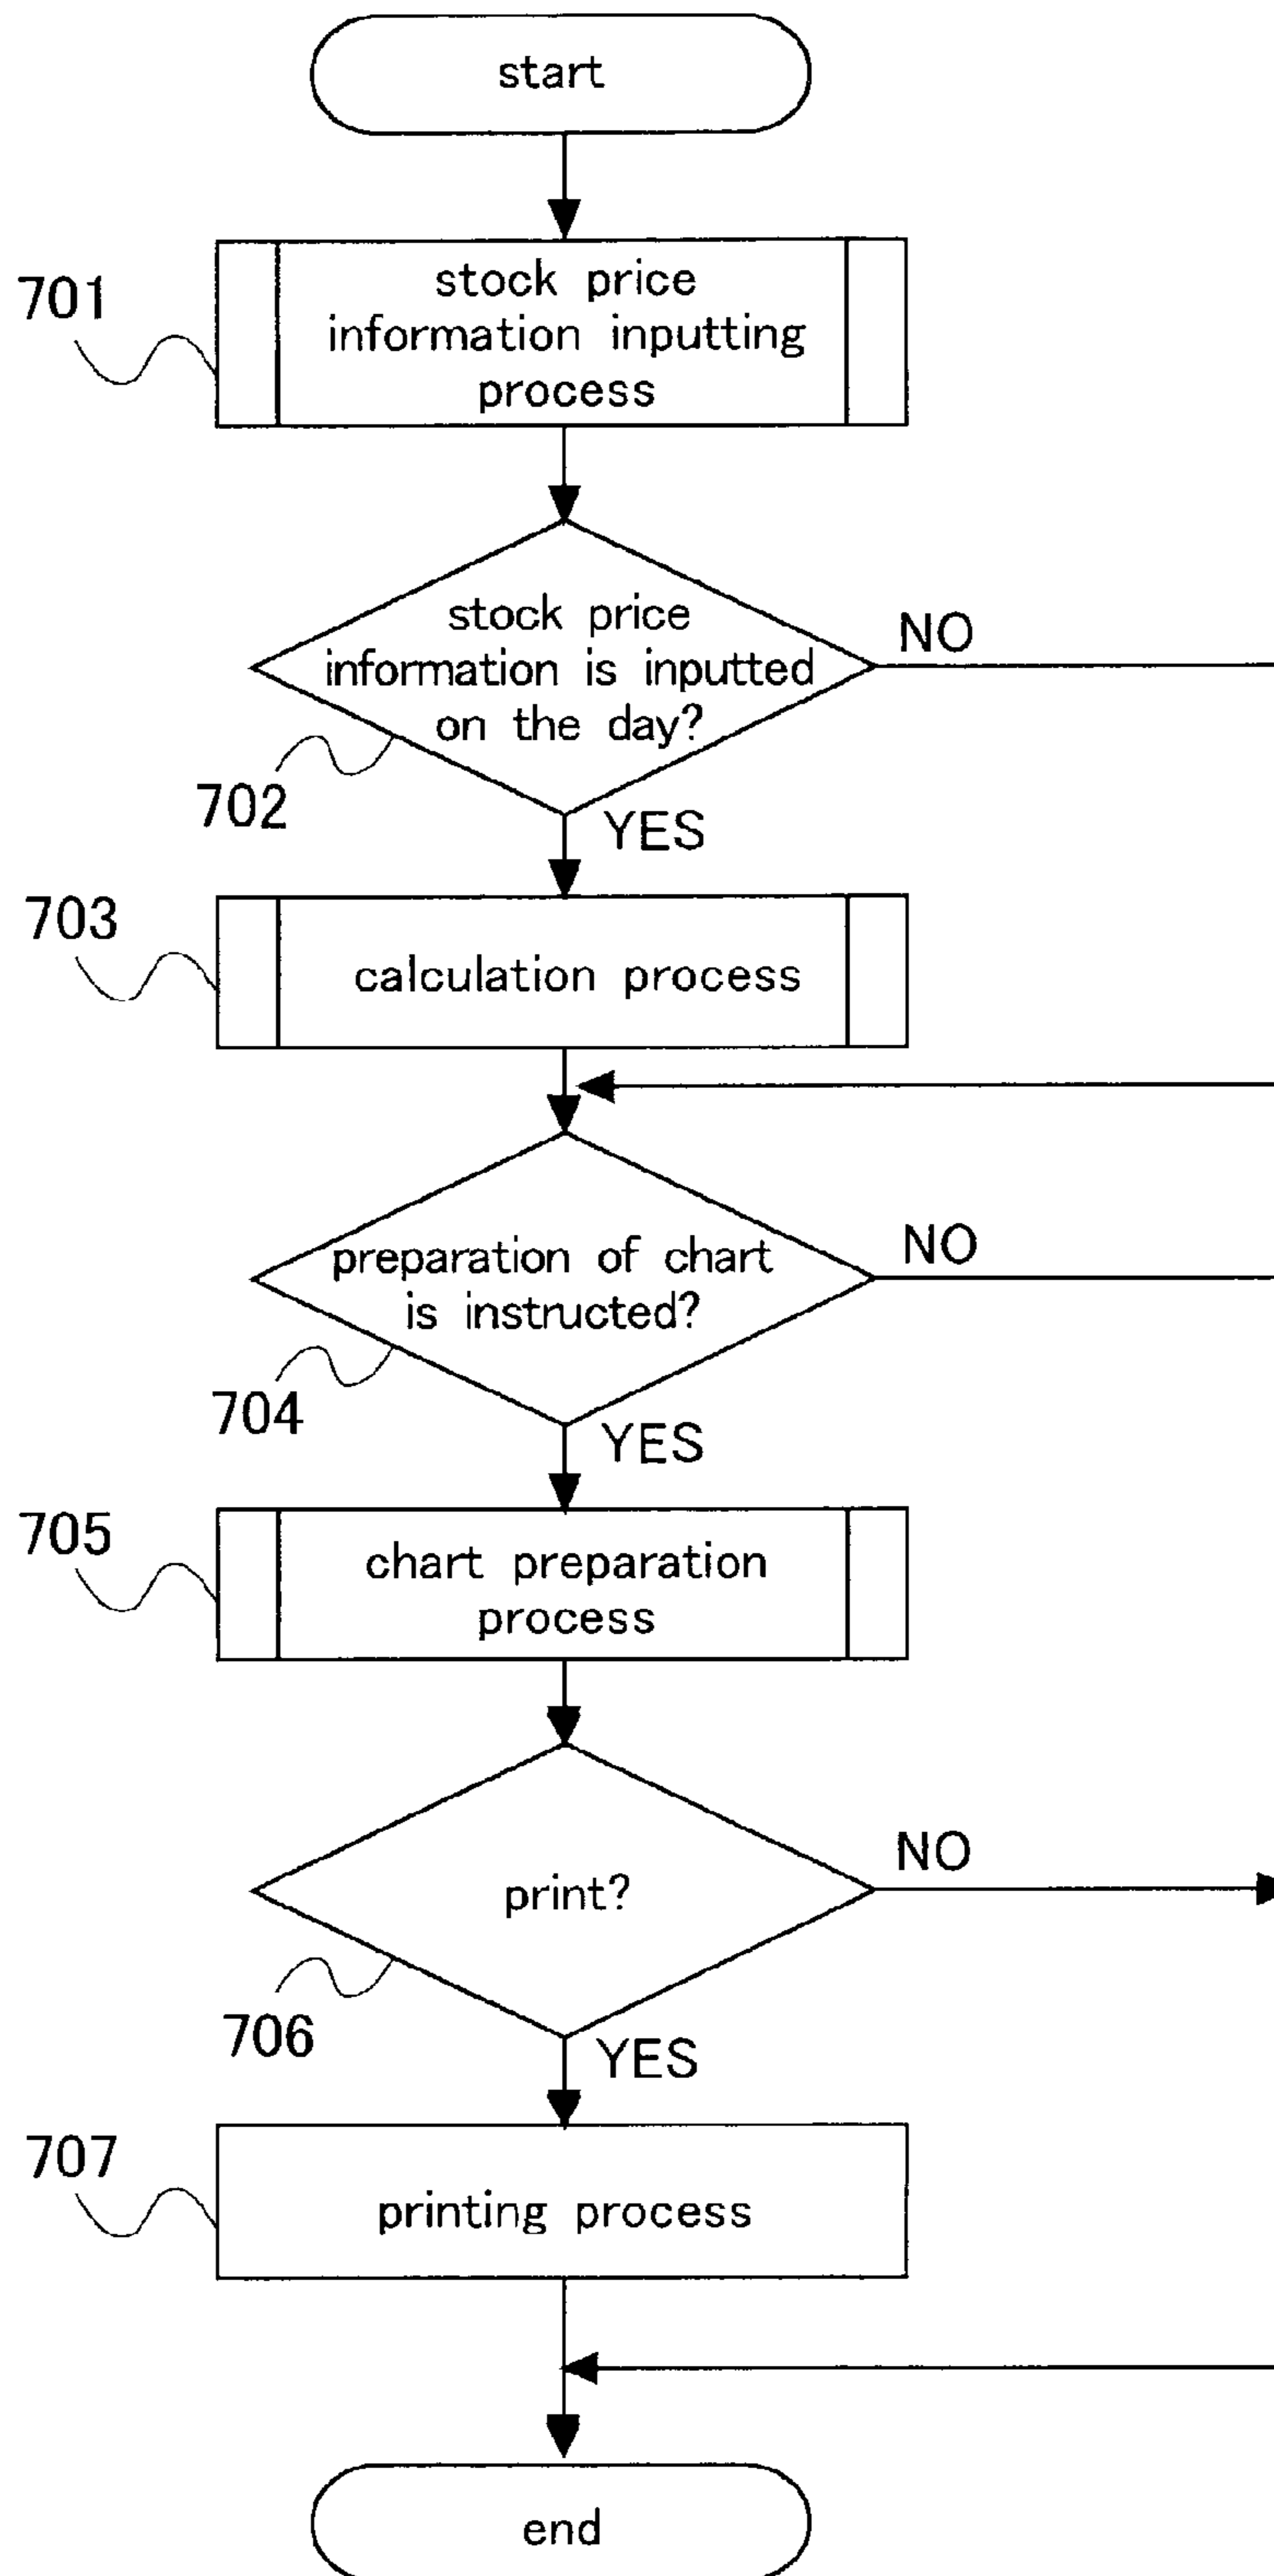 start
701
stock price
information inputting
process
stock price
information is inputted
on the day?
NO
702
YES
703
calculation process
preparation of chart
is instructed?
NO
704
YES
705
chart preparation
process
print?
NO
706
YES
707
printing process
end